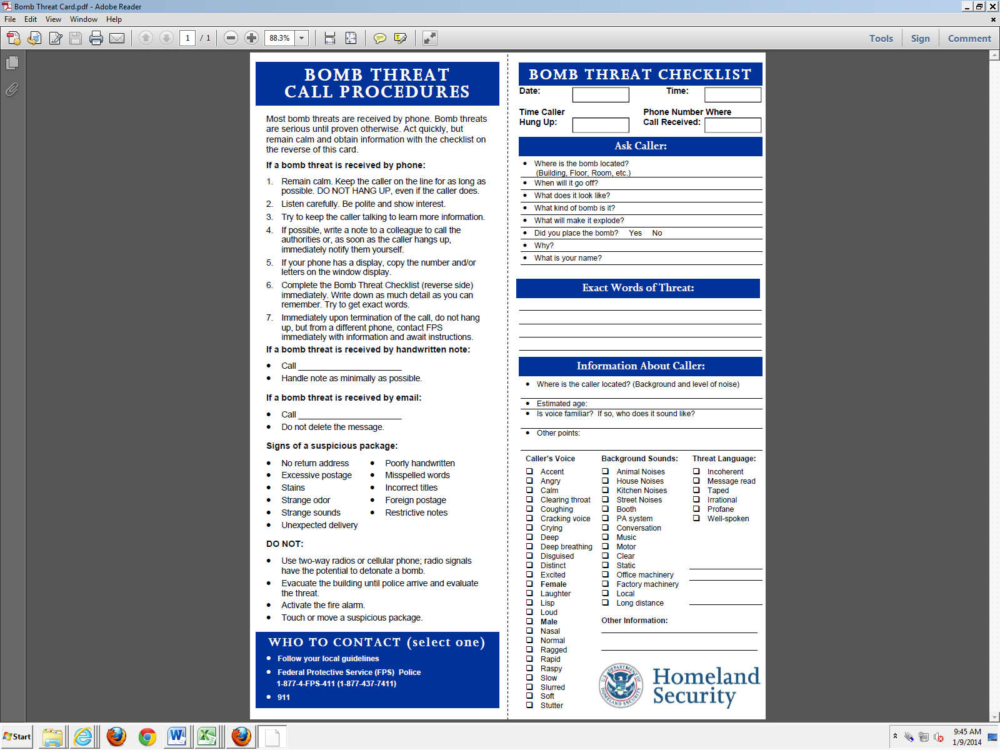 Bomb Threat Card.pdf - Adobe Reader
File Edit View Window Help
1 / 1 88.3% Tools Sign Comment
BOMB THREAT
CALL PROCEDURES
Most bomb threats are received by phone. Bomb threats
are serious until proven otherwise. Act quickly, but
remain calm and obtain information with the checklist on
the reverse of this card.
If a bomb threat is received by phone:
1. Remain calm. Keep the caller on the line for as long as
possible. DO NOT HANG UP, even if the caller does.
2. Listen carefully. Be polite and show interest.
3. Try to keep the caller talking to learn more information.
4. If possible, write a note to a colleague to call the
authorities or, as soon as the caller hangs up,
immediately notify them yourself.
5. If your phone has a display, copy the number and/or
letters on the window display.
6. Complete the Bomb Threat Checklist (reverse side)
immediately. Write down as much detail as you can
remember. Try to get exact words.
7. Immediately upon termination of the call, do not hang
up, but from a different phone, contact FPS
immediately with information and await instructions.
If a bomb threat is received by handwritten note:
• Call ______________________
• Handle note as minimally as possible.
If a bomb threat is received by email:
• Call ______________________
• Do not delete the message.
Signs of a suspicious package:
• No return address • Poorly handwritten
• Excessive postage • Misspelled words
• Stains • Incorrect titles
• Strange odor • Foreign postage
• Strange sounds • Restrictive notes
• Unexpected delivery
DO NOT:
• Use two-way radios or cellular phone; radio signals
have the potential to detonate a bomb.
• Evacuate the building until police arrive and evaluate
the threat.
• Activate the fire alarm.
• Touch or move a suspicious package.
WHO TO CONTACT (select one)
• Follow your local guidelines
• Federal Protective Service (FPS) Police
1-877-4-FPS-411 (1-877-437-7411)
• 911
BOMB THREAT CHECKLIST
Date: Time:
Time Caller Phone Number Where
Hung Up: Call Received:
Ask Caller:
• Where is the bomb located?
(Building, Floor, Room, etc.)
• When will it go off?
• What does it look like?
• What kind of bomb is it?
• What will make it explode?
• Did you place the bomb? Yes No
• Why?
• What is your name?
Exact Words of Threat:
Information About Caller:
• Where is the caller located? (Background and level of noise)
• Estimated age:
• Is voice familiar? If so, who does it sound like?
• Other points:
Caller's Voice
Accent
Angry
Calm
Clearing throat
Coughing
Cracking voice
Crying
Deep
Deep breathing
Disguised
Distinct
Excited
Female
Laughter
Lisp
Loud
Male
Nasal
Normal
Ragged
Rapid
Raspy
Slow
Slurred
Soft
Stutter
Background Sounds:
Animal Noises
House Noises
Kitchen Noises
Street Noises
Booth
PA system
Conversation
Music
Motor
Clear
Static
Office machinery
Factory machinery
Local
Long distance
Threat Language:
Incoherent
Message read
Taped
Irrational
Profane
Well-spoken
Other Information:
U.S. DEPARTMENT OF
HOMELAND SECURITY
Homeland
Security
Start
9:45 AM
1/9/2014